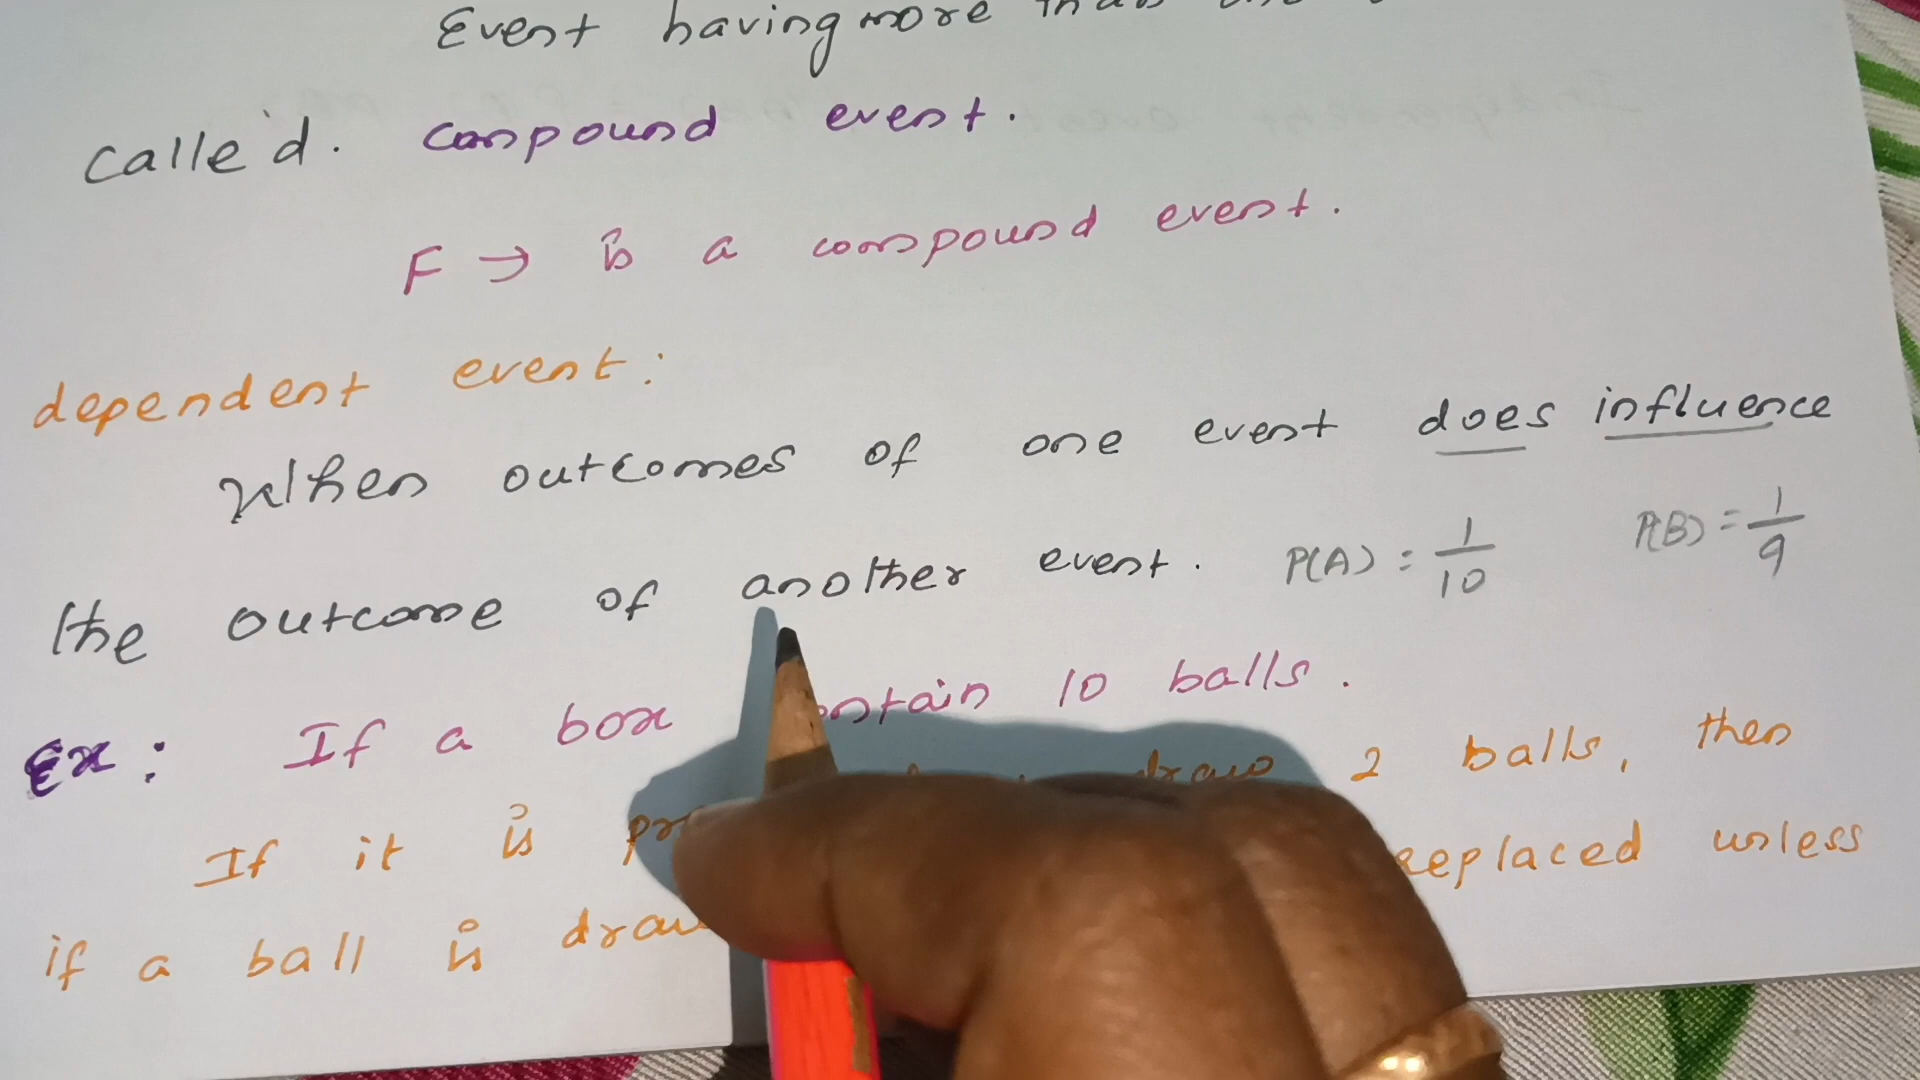 Event having more than
called. compound event.
F → is a compound event.
dependent event:
When outcomes of one event does influence
the outcome of another event. P(A) = 1/10 P(B) = 1/9
Ex: If a box contain 10 balls.
If it is draw 2 balls, then
if a ball is replaced unless